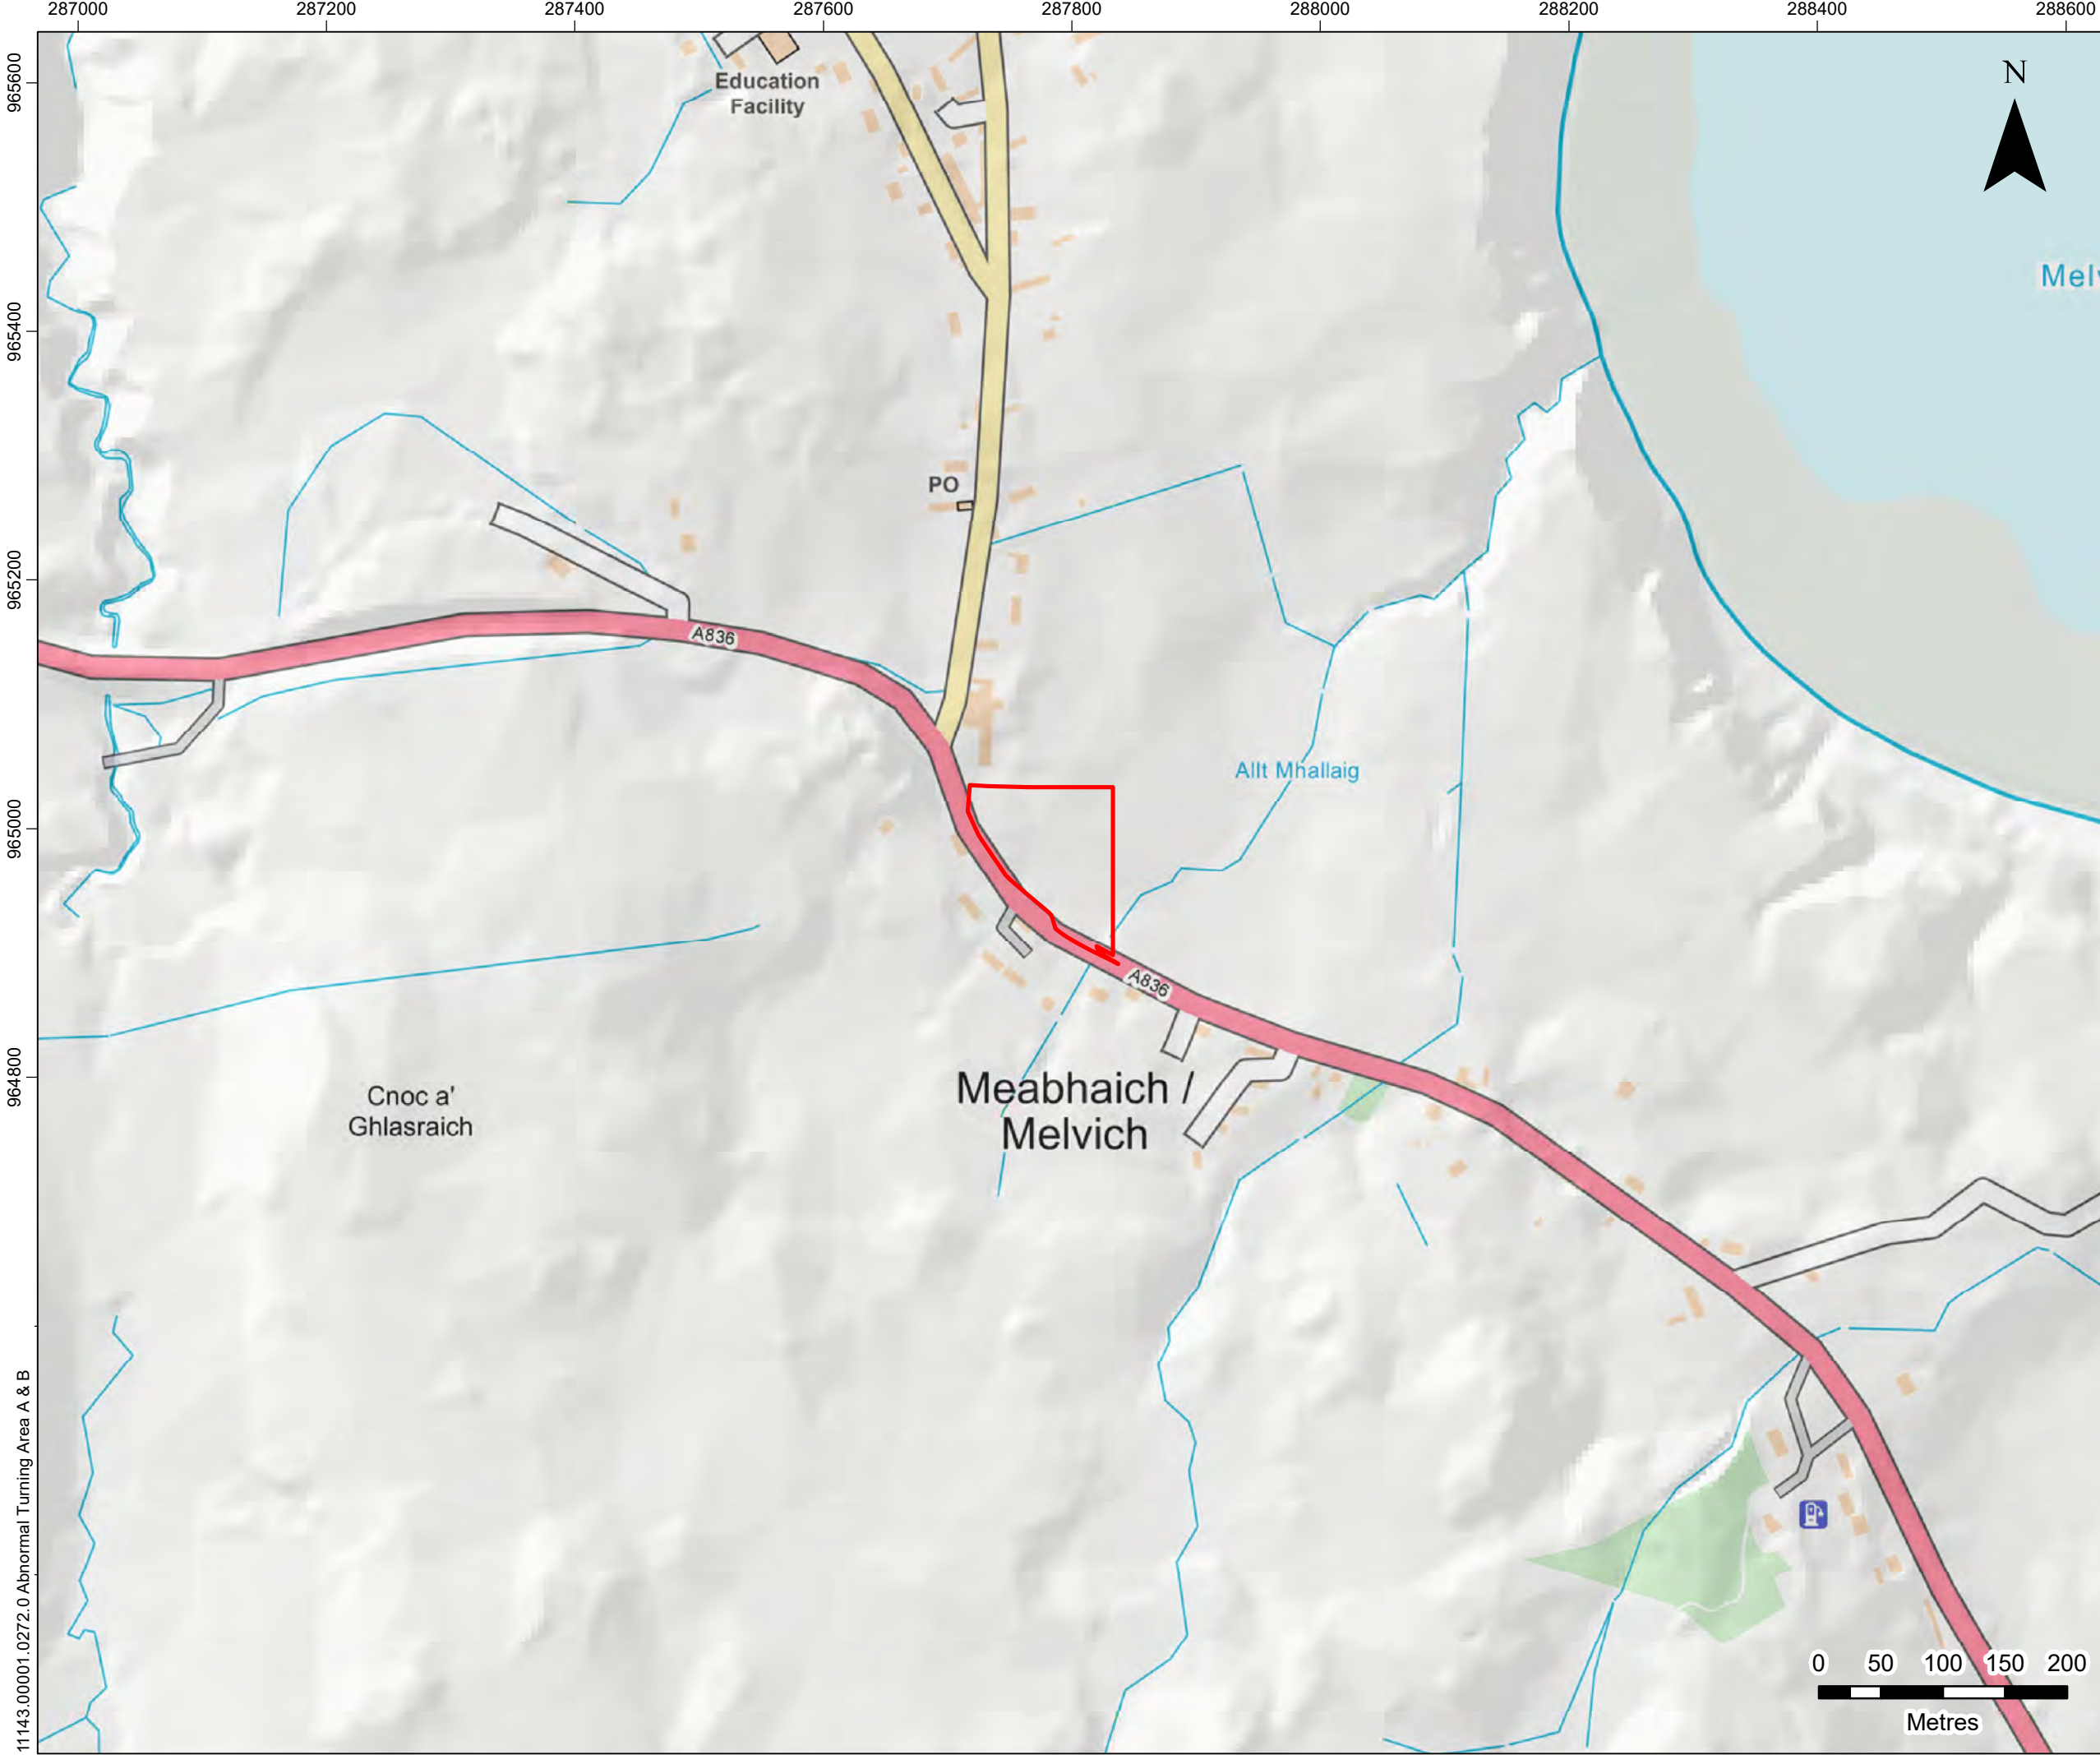 287000
287200
287400
287600
287800
288000
288200
288400
288600
965600
965400
965200
965000
964800
N
Education
Facility
Melv
PO
A836
Allt Mhallaig
A836
Meabhaich /
Melvich
Cnoc a'
Ghlasraich
0 50 100 150 200
Metres
11143.00001.0272.0 Abnormal Turning Area A & B